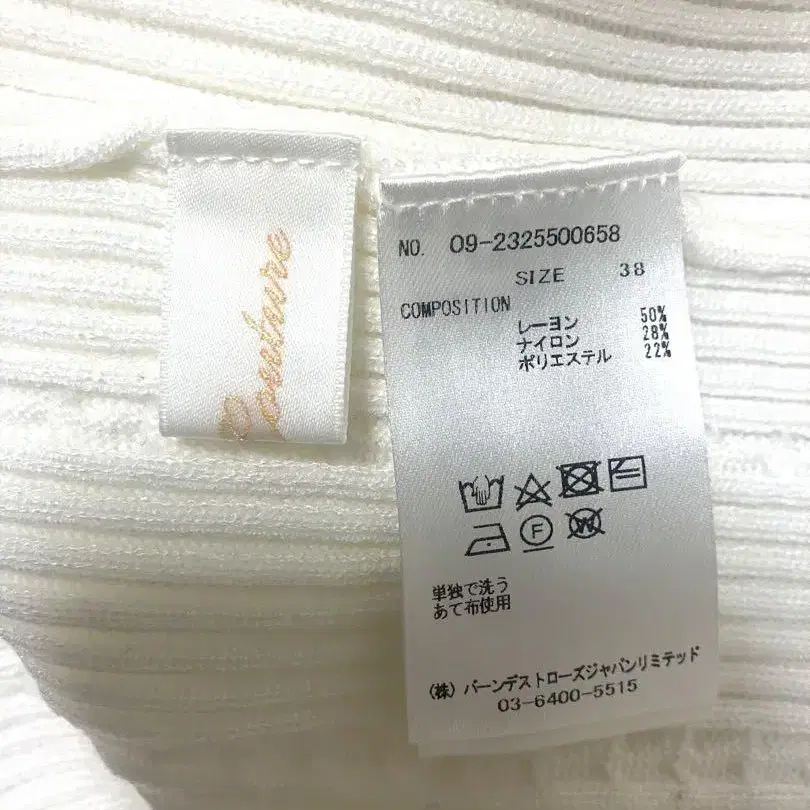 Couture
NO. 09-2325500658
SIZE 38
COMPOSITION
レーヨン 50%
ナイロン 28%
ポリエステル 22%
F
W
単独で洗う
あて布使用
(株) バーンデストローズジャパンリミテッド
03-6400-5515